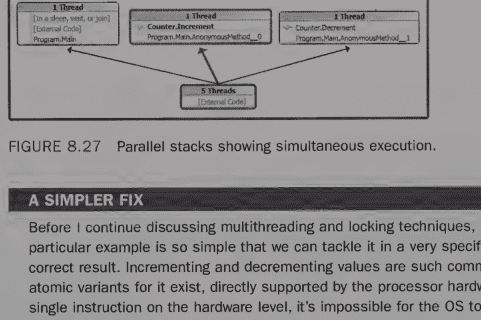 1 Thread
[In a sleep, wait, or join]
[External Code]
Program.Main
1 Thread
Counter.Increment
Program.Main.AnonymousMethod__0
1 Thread
Counter.Decrement
Program.Main.AnonymousMethod__1
5 Threads
[External Code]
FIGURE 8.27 Parallel stacks showing simultaneous execution.
A SIMPLER FIX
Before I continue discussing multithreading and locking techniques,
particular example is so simple that we can tackle it in a very specif
correct result. Incrementing and decrementing values are such comm
atomic variants for it exist, directly supported by the processor hardw
single instruction on the hardware level, it's impossible for the OS to